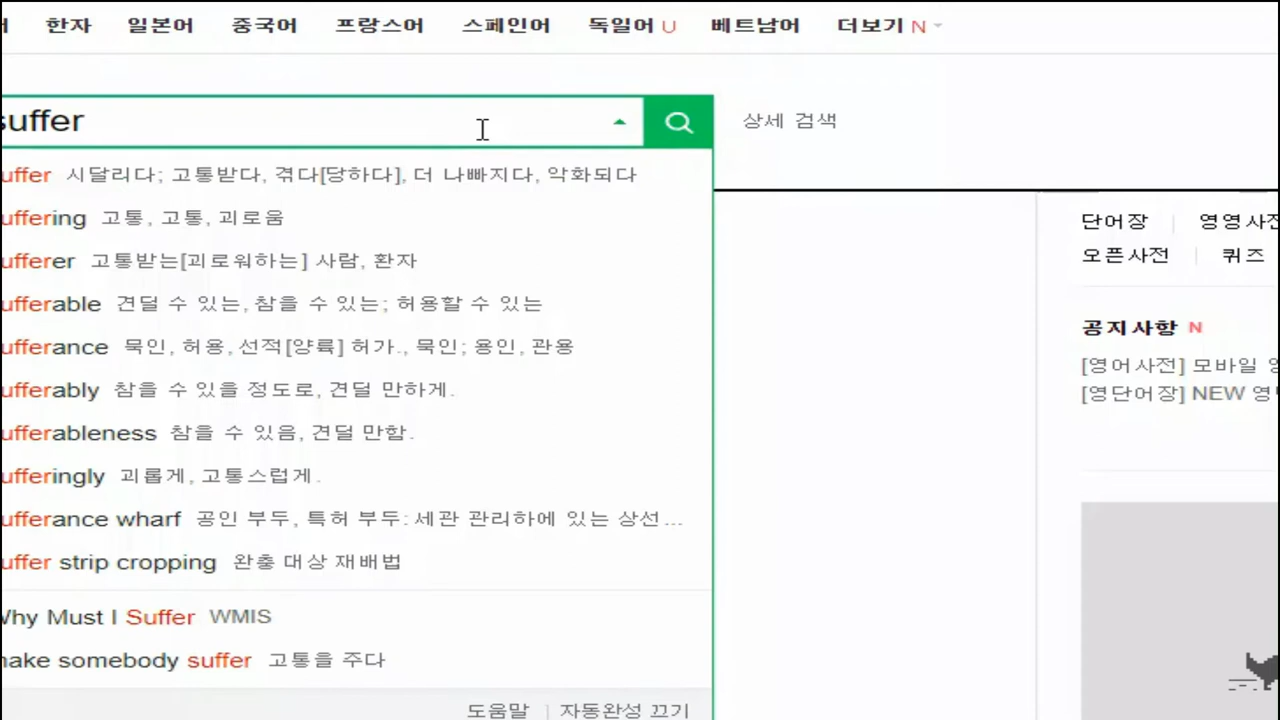 한자 일본어 중국어 프랑스어 스페인어 독일어 U 베트남어 더보기 N
suffer
상세 검색
uffer 시달리다; 고통받다, 겪다[당하다], 더 나빠지다, 악화되다
uffering 고통, 고통, 괴로움
ufferer 고통받는[괴로워하는] 사람, 환자
ufferable 견딜 수 있는, 참을 수 있는; 허용할 수 있는
ufferance 묵인, 허용, 선적[양륙] 허가., 묵인; 용인, 관용
ufferably 참을 수 있을 정도로, 견딜 만하게.
ufferableness 참을 수 있음, 견딜 만함.
ufferingly 괴롭게, 고통스럽게.
ufferance wharf 공인 부두, 특허 부두: 세관 관리하에 있는 상선...
uffer strip cropping 완충 대상 재배법
Why Must I Suffer WMIS
make somebody suffer 고통을 주다
도움말 자동완성 끄기
단어장 영영사전
오픈사전 퀴즈
공지사항 N
[영어사전] 모바일 영
[영단어장] NEW 영